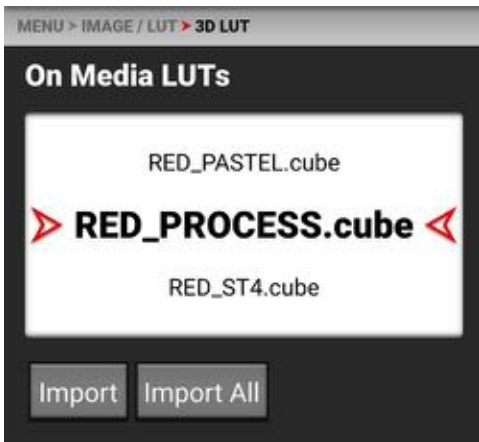 MENU > IMAGE / LUT > 3D LUT
On Media LUTs
RED_PASTEL.cube
RED_PROCESS.cube
RED_ST4.cube
Import Import All